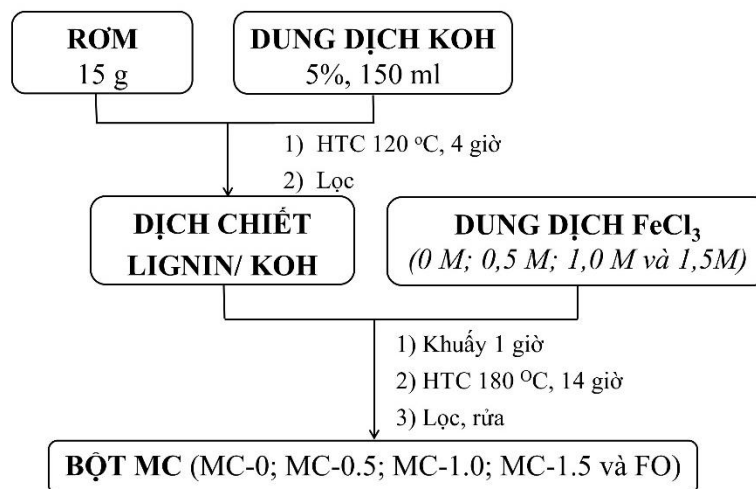 RƠM
15 g
DUNG DỊCH KOH
5%, 150 ml
1) HTC 120 °C, 4 giờ
2) Lọc
DỊCH CHIẾT
LIGNIN/ KOH
DUNG DỊCH FeCl₃
(0 M; 0,5 M; 1,0 M và 1,5M)
1) Khuấy 1 giờ
2) HTC 180 °C, 14 giờ
3) Lọc, rửa
BỘT MC (MC-0; MC-0.5; MC-1.0; MC-1.5 và FO)